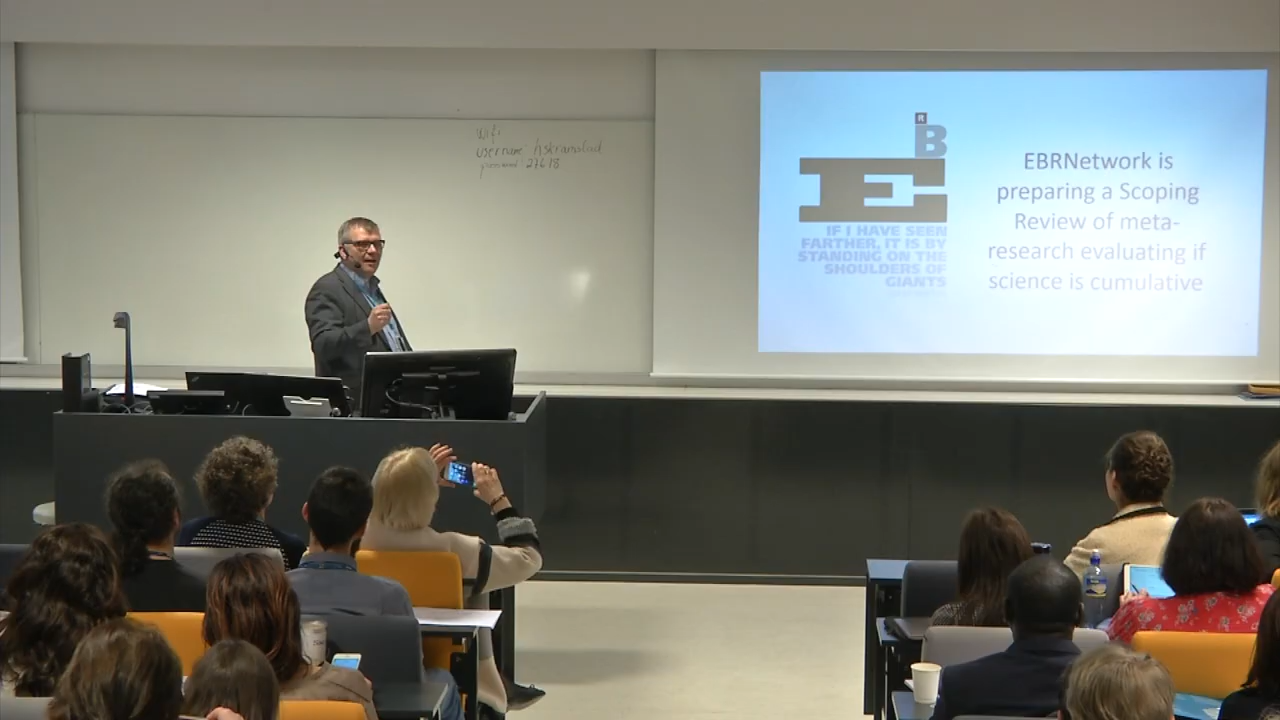 Wifi
username
27618
R
B
E
IF I HAVE SEEN
FARTHER, IT IS BY
STANDING ON THE
SHOULDERS OF
GIANTS
EBRNetwork is
preparing a Scoping
Review of meta-
research evaluating if
science is cumulative